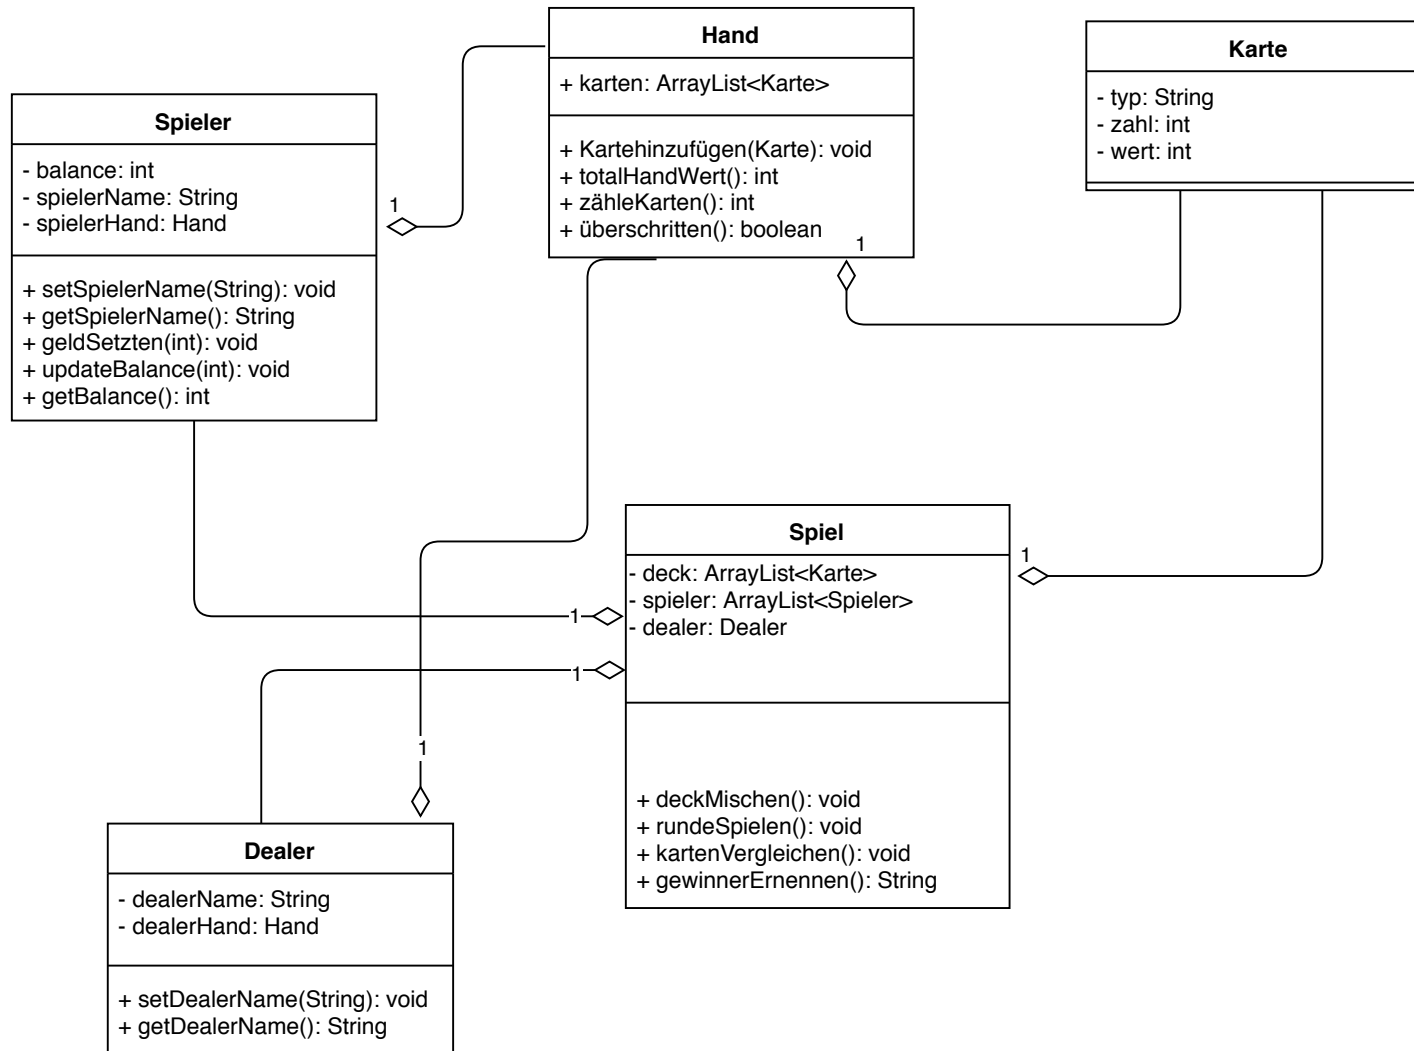 Hand
+ karten: ArrayList<Karte>
+ Kartehinzufügen(Karte): void
+ totalHandWert(): int
+ zähleKarten(): int
+ überschritten(): boolean
1
Karte
- typ: String
- zahl: int
- wert: int
Spieler
- balance: int
- spielerName: String
- spielerHand: Hand
1
+ setSpielerName(String): void
+ getSpielerName(): String
+ geldSetzten(int): void
+ updateBalance(int): void
+ getBalance(): int
Spiel
- deck: ArrayList<Karte>
- spieler: ArrayList<Spieler>
- dealer: Dealer
1
1
1
+ deckMischen(): void
+ rundeSpielen(): void
+ kartenVergleichen(): void
+ gewinnerErnennen(): String
1
Dealer
- dealerName: String
- dealerHand: Hand
+ setDealerName(String): void
+ getDealerName(): String